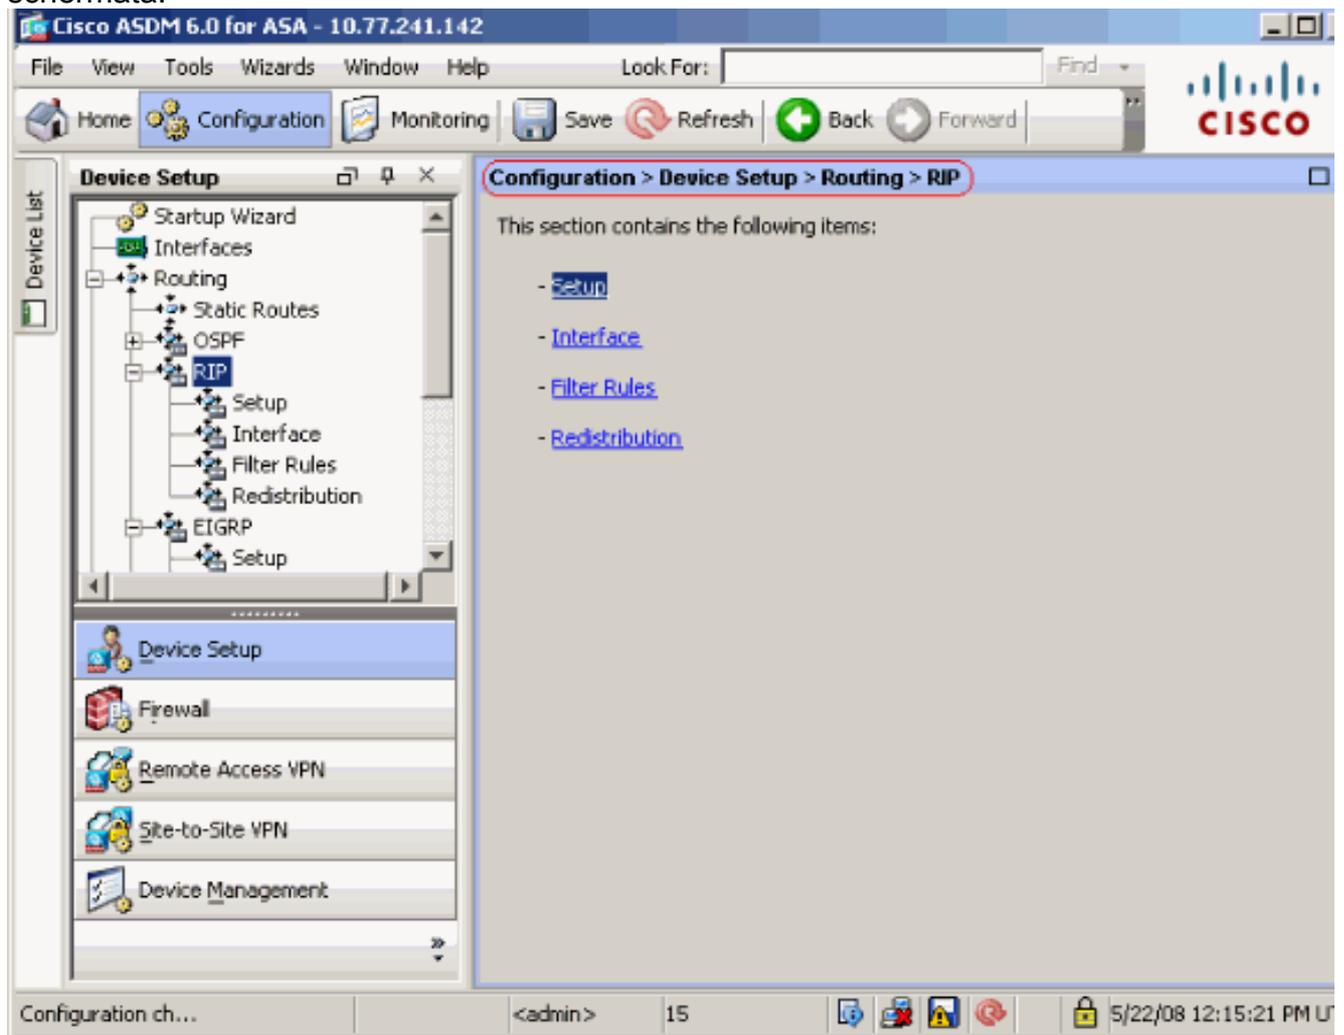 schermata.
Cisco ASDM 6.0 for ASA - 10.77.241.142
File View Tools Wizards Window Help Look For: Find
Home Configuration Monitoring Save Refresh Back Forward
CISCO
Device List
Device Setup
Startup Wizard
Interfaces
Routing
Static Routes
OSPF
RIP
Setup
Interface
Filter Rules
Redistribution
EIGRP
Setup
Device Setup
Firewall
Remote Access VPN
Site-to-Site VPN
Device Management
Configuration > Device Setup > Routing > RIP
This section contains the following items:
- Setup
- Interface
- Filter Rules
- Redistribution
Configuration ch... <admin> 15 5/22/08 12:15:21 PM